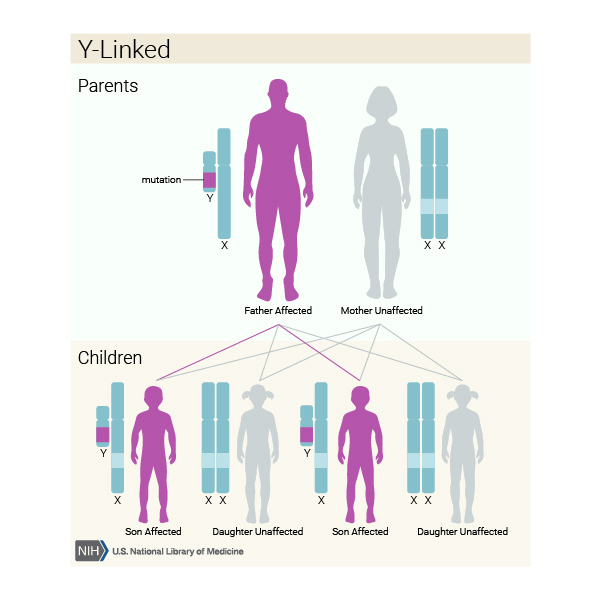 Y-Linked
Parents
mutation
Y
X
X X
Father Affected
Mother Unaffected
Children
Y
X
X X
Y
X
X X
Son Affected
Daughter Unaffected
Son Affected
Daughter Unaffected
NIH U.S. National Library of Medicine